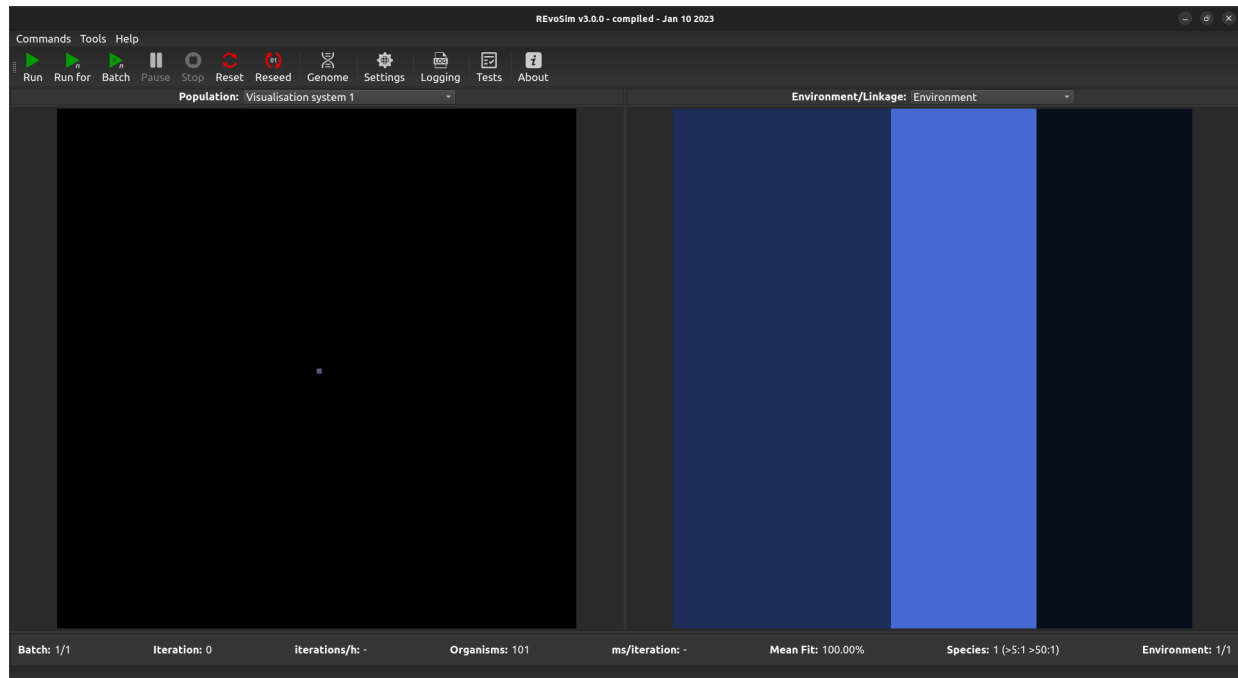 REvoSim v3.0.0 - compiled - Jan 10 2023
Commands Tools Help
Run Run for Batch Pause Stop Reset Reseed Genome Settings Logging Tests About
Population: Visualisation system 1 Environment/Linkage: Environment
Batch: 1/1 Iteration: 0 iterations/h: - Organisms: 101 ms/iteration: - Mean Fit: 100.00% Species: 1 (>5:1 >50:1) Environment: 1/1